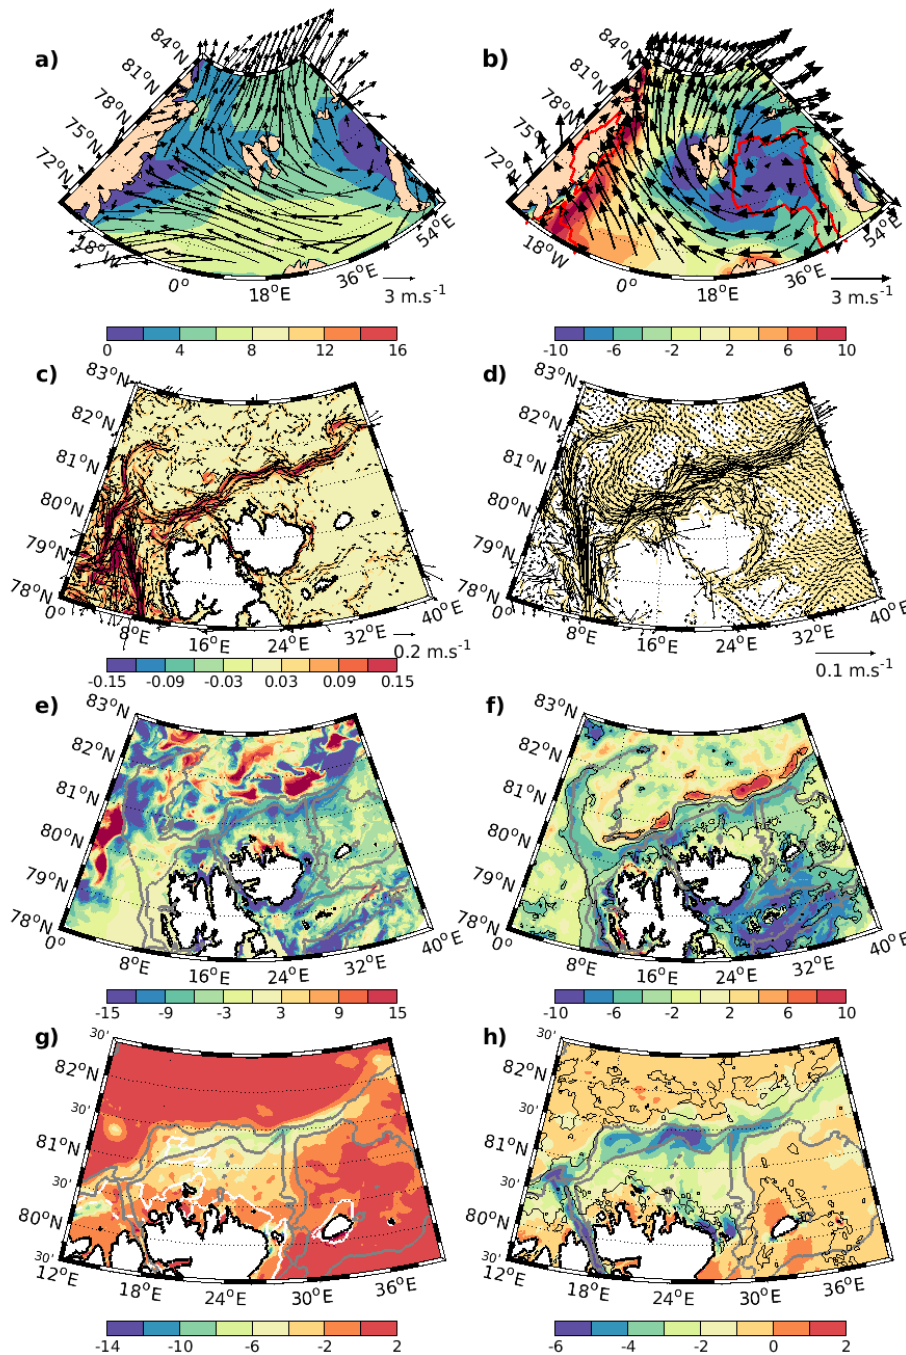 a)
84°N
81°N
78°N
75°N
72°N
18°W
0°
18°E
36°E
54°E
3 m.s-1
0 4 8 12 16
b)
84°N
81°N
78°N
75°N
72°N
18°W
0°
18°E
36°E
54°E
3 m.s-1
-10 -6 -2 2 6 10
c)
83°N
82°N
81°N
80°N
79°N
78°N
0°
8°E
16°E
24°E
32°E
40°E
0.2 m.s-1
-0.15 -0.09 -0.03 0.03 0.09 0.15
d)
83°N
82°N
81°N
80°N
79°N
78°N
0°
8°E
16°E
24°E
32°E
40°E
0.1 m.s-1
e)
83°N
82°N
81°N
80°N
79°N
78°N
0°
8°E
16°E
24°E
32°E
40°E
-15 -9 -3 3 9 15
f)
83°N
82°N
81°N
80°N
79°N
78°N
0°
8°E
16°E
24°E
32°E
40°E
-10 -6 -2 2 6 10
g)
30'
82°N
30'
81°N
30'
80°N
30'
12°E
18°E
24°E
30°E
36°E
-14 -10 -6 -2 2
h)
30'
82°N
30'
81°N
30'
80°N
30'
12°E
18°E
24°E
30°E
36°E
-6 -4 -2 0 2